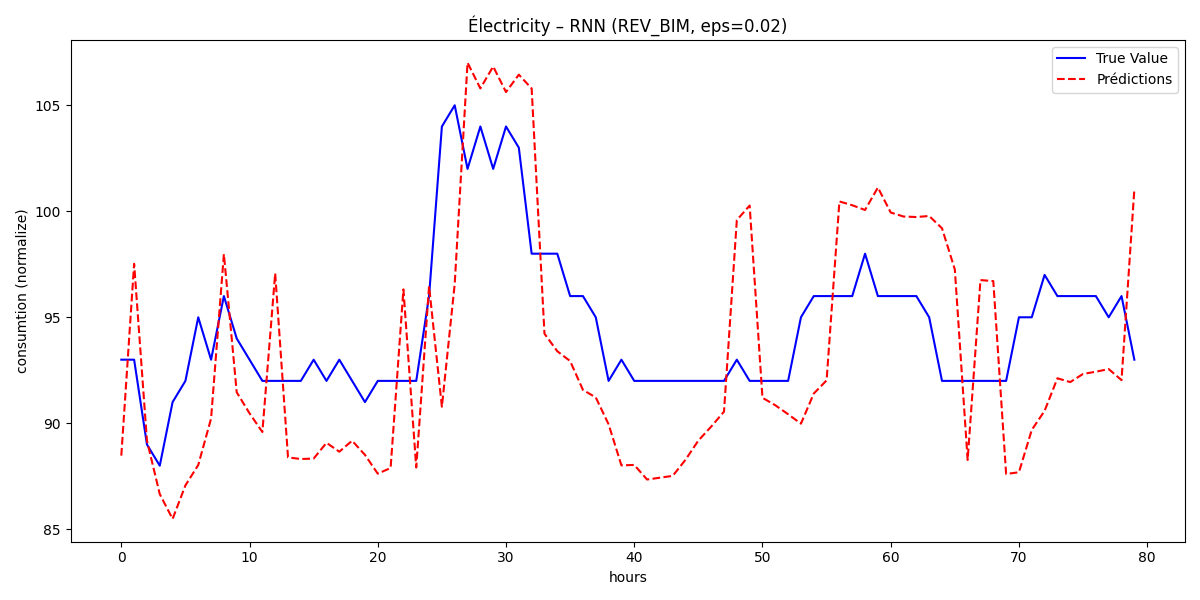 Électricity – RNN (REV_BIM, eps=0.02)
True Value
Prédictions
consumtion (normalize)
105
100
95
90
85
0 10 20 30 40 50 60 70 80
hours